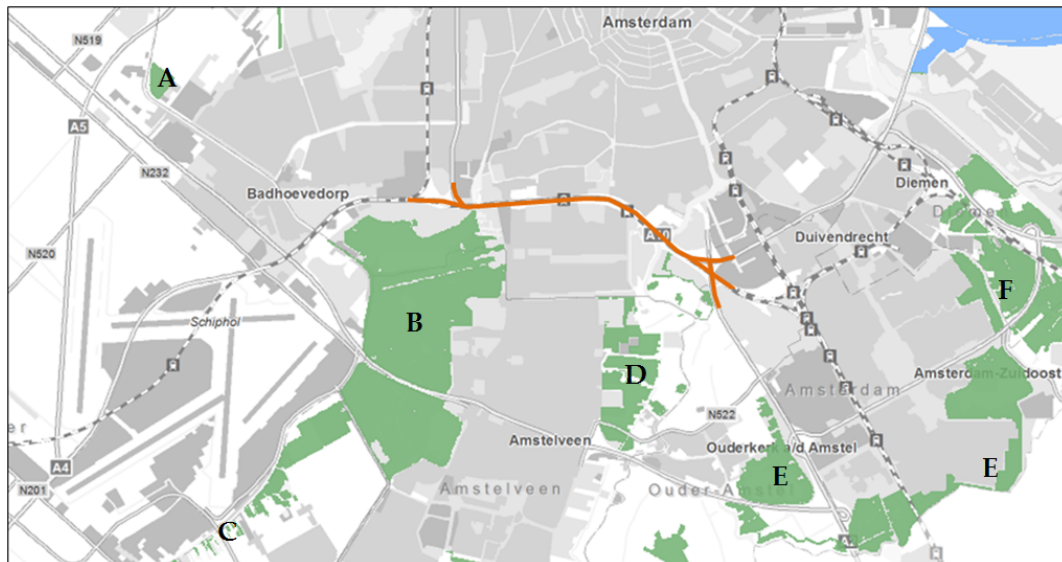 Amsterdam
N519
A
A5
N232
Badhoevedorp
Diemen
Dieme
A10
Duivendrecht
N520
Schiphol
B
F
D
Amsterdam-Zuidoost
Amsterdam
N522
Amstelveen
Ouderkerk a/d Amstel
A4
E
E
Amstelveen
Ouder-Amstel
N201
C